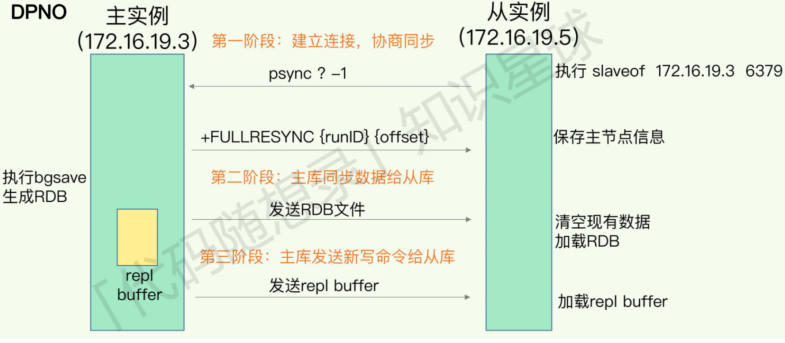 DPNO
主实例
（172.16.19.3）
从实例
（172.16.19.5）
第一阶段：建立连接，协商同步
执行 slaveof 172.16.19.3 6379
psync ? -1
+FULLRESYNC {runID} {offset}
保存主节点信息
执行bgsave
生成RDB
第二阶段：主库同步数据给从库
发送RDB文件
清空现有数据
加载RDB
第三阶段：主库发送新写命令给从库
repl
buffer
发送repl buffer
加载repl buffer
「代码随想录」知识星球